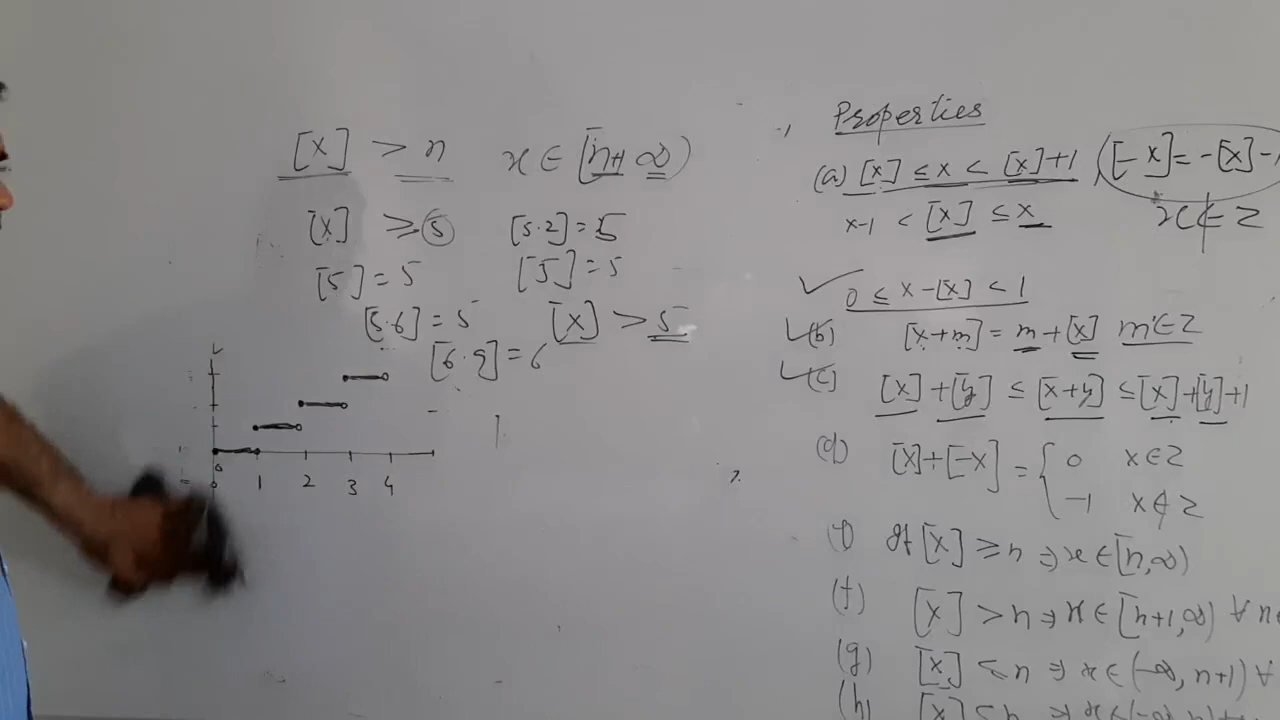 [x] > n x ∈ [n+1 ∞)
[x] ≥ 5 [5.2] = 5
[5] = 5 [5] = 5
[5.6] = 5 [x] > 5
[6.9] = 6
0
1 2 3 4
Properties
(a) [x] ≤ x < [x]+1, [-x] = -[x]-1
x-1 < [x] ≤ x x ∉ Z
0 ≤ x-[x] < 1
(b) [x+m] = m+[x] m ∈ Z
(c) [x]+[y] ≤ [x+y] ≤ [x]+[y]+1
(d) [x]+[-x] = { 0 x ∈ Z
-1 x ∉ Z
If [x] ≥ n ⇒ x ∈ [n, ∞)
(f) [x] > n ⇒ x ∈ [n+1, ∞) ∀ n
(g) [x] ≤ n ⇒ x ∈ (-∞, n+1) ∀
(h) [x]